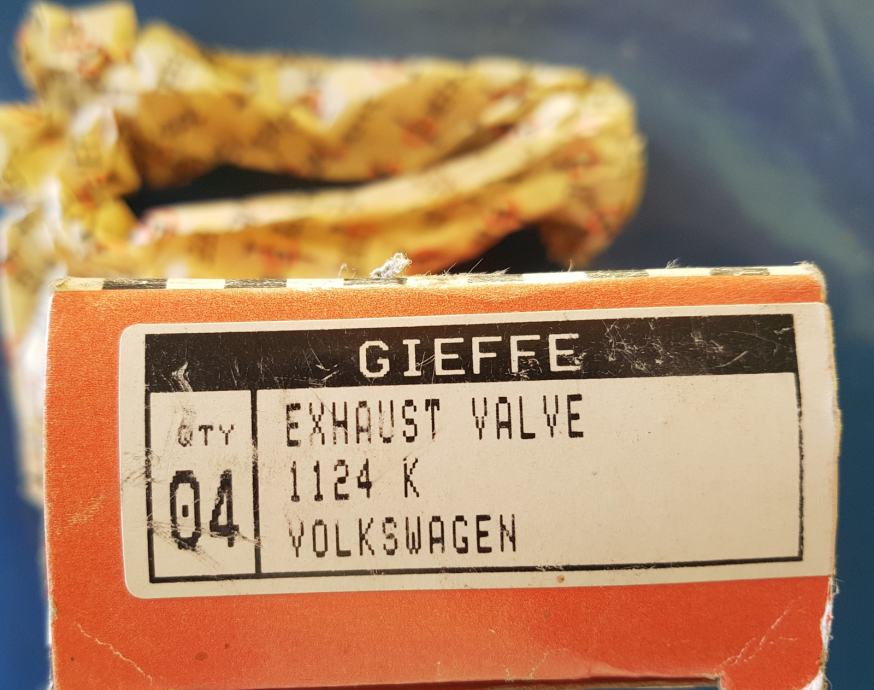 GIEFFE
QTY
04
EXHAUST VALVE
1124 K
VOLKSWAGEN